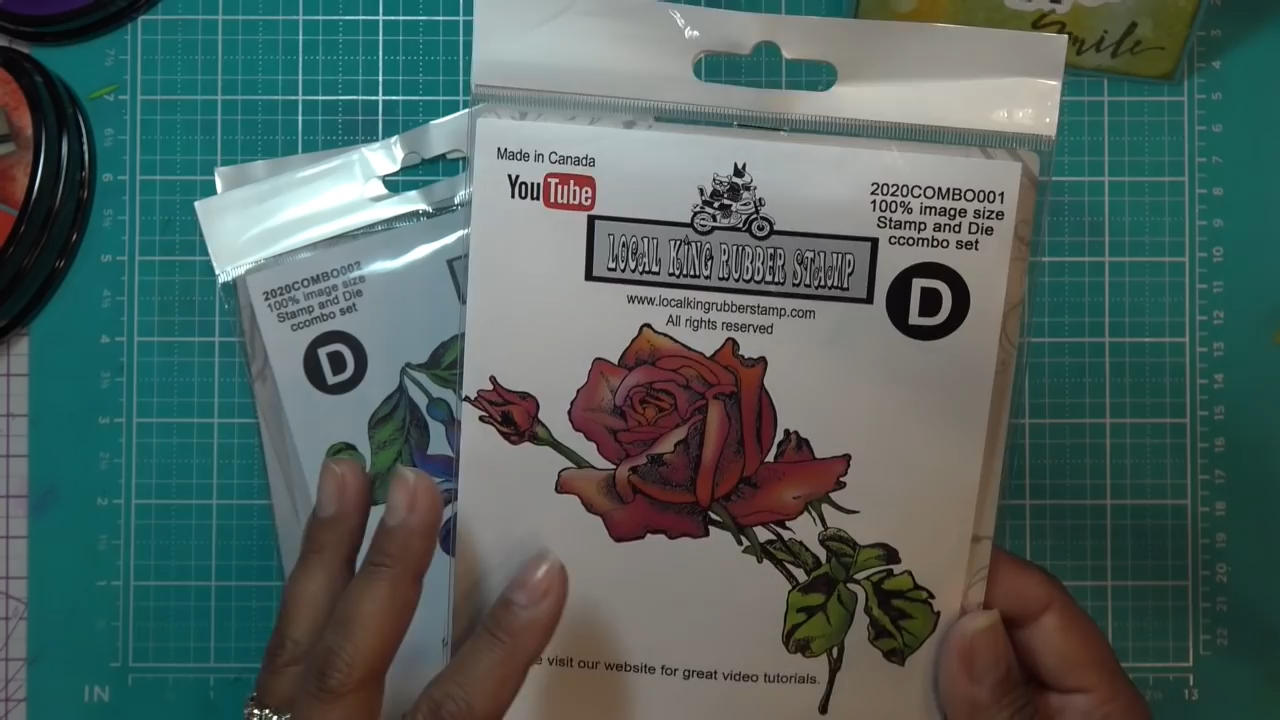 Smile
Made in Canada
YouTube
2020COMBO001
100% image size
Stamp and Die
ccombo set
D
LOCAL KING RUBBER STAMP
www.localkingrubberstamp.com
All rights reserved
visit our website for great video tutorials.
2020COMBO002
100% image size
Stamp and Die
ccombo set
D
IN
13